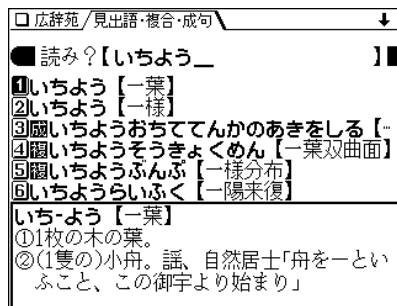 広辞苑/見出語・複合・成句
読み?【いちよう__ 】
1いちよう【一葉】
2いちよう【一様】
3成いちようおちててんかのあきをしる【…
4複いちようそうきょくめん【一葉双曲面】
5複いちようぶんぷ【一様分布】
6いちようらいふく【一陽来復】
いち‐よう【一葉】
①1枚の木の葉。
②(1隻の)小舟。謡、自然居士「舟を一とい
ふこと、この御宇より始まり」